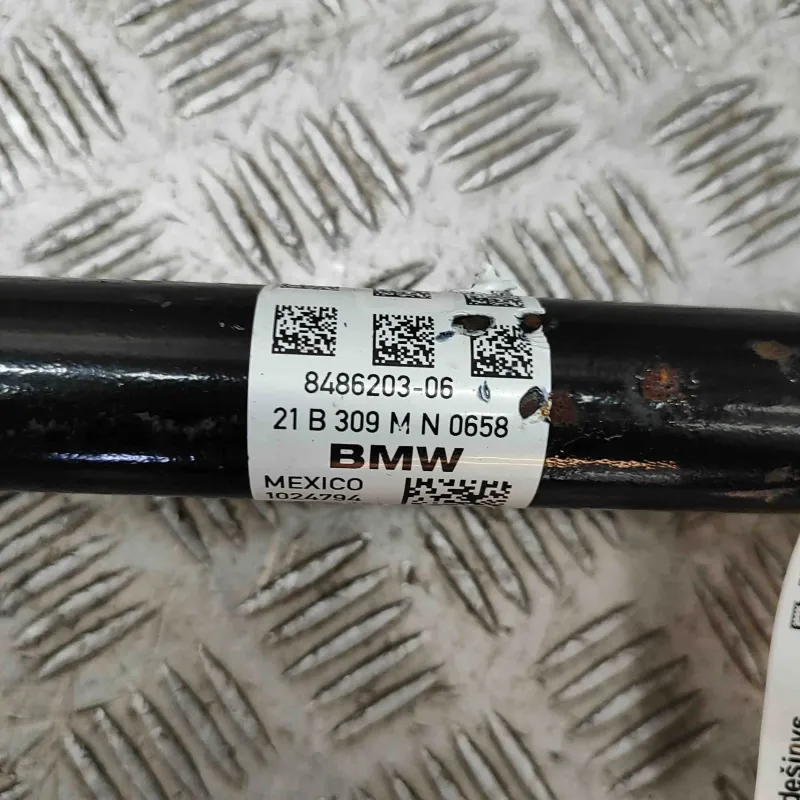 8486203-06
21 B 309 M N 0658
BMW
MEXICO
1024794
dešinys